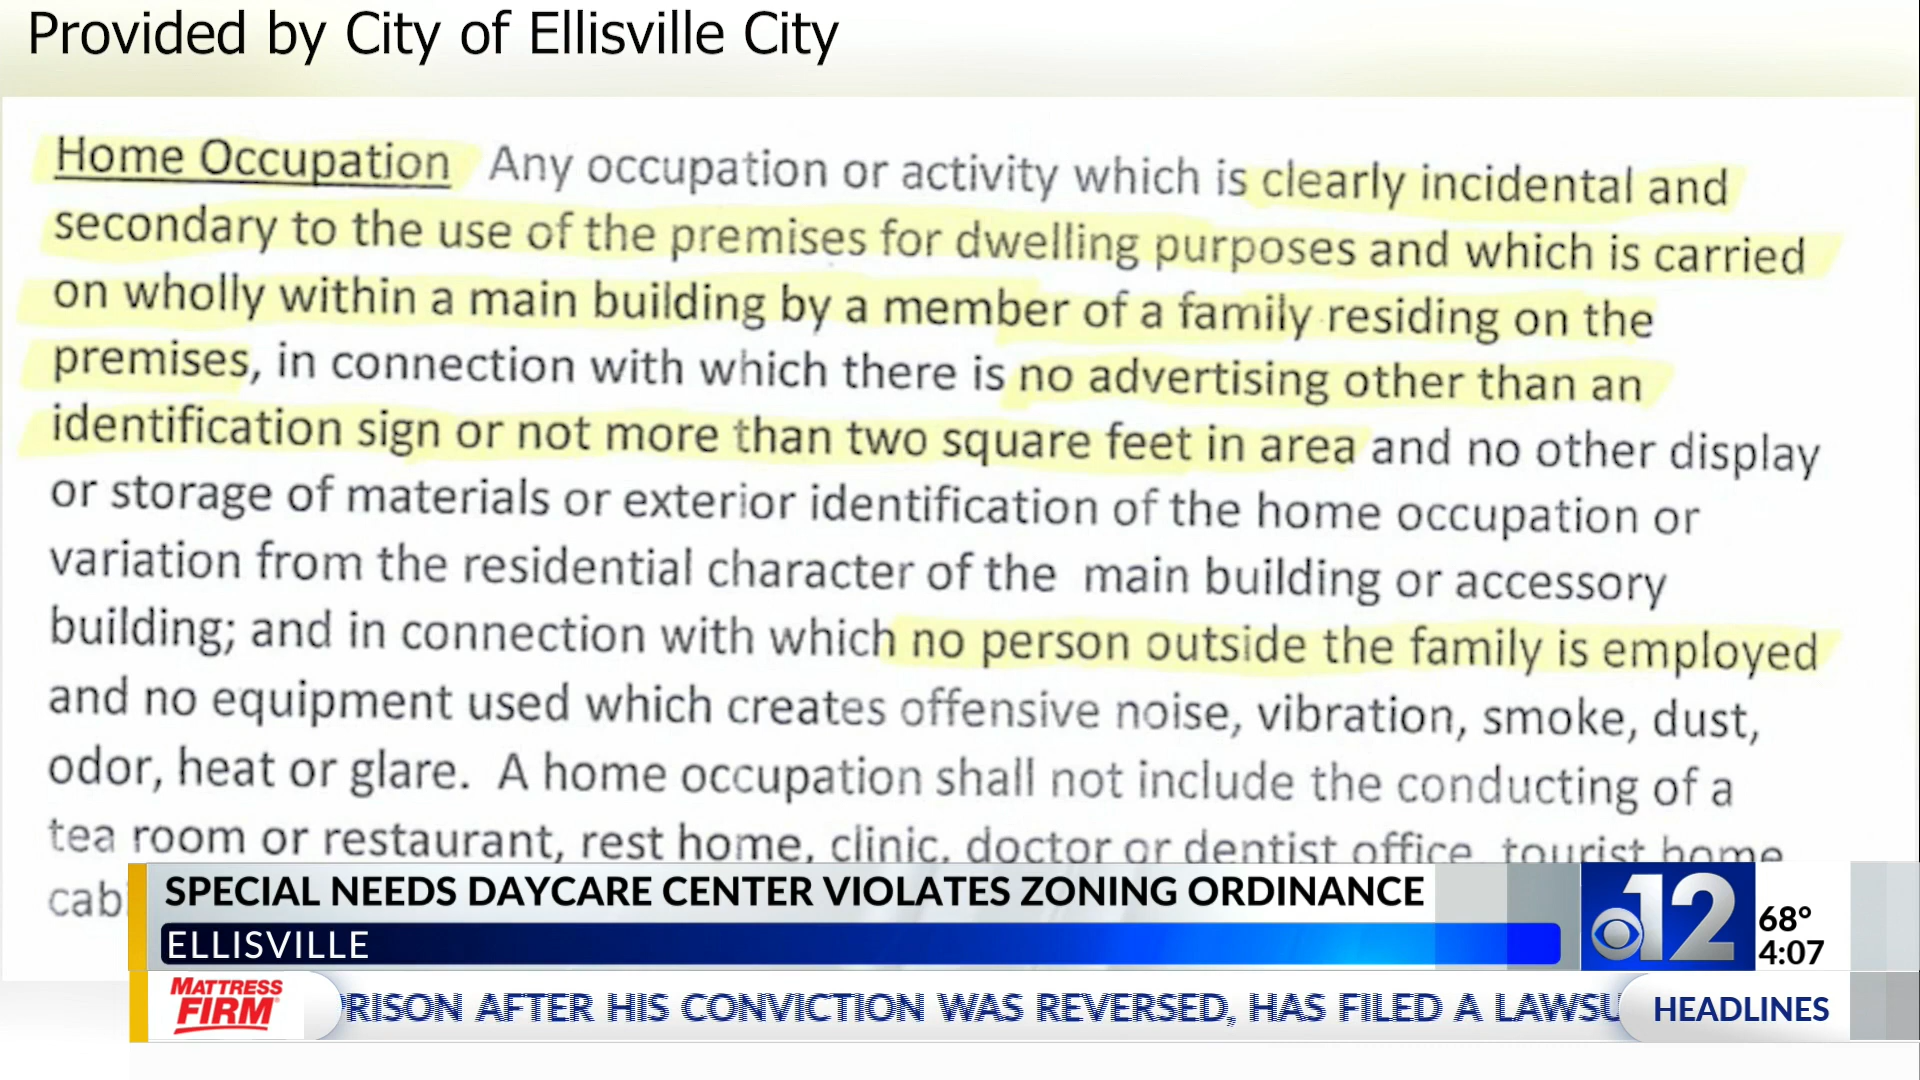 Provided by City of Ellisville City
Home Occupation Any occupation or activity which is clearly incidental and
secondary to the use of the premises for dwelling purposes and which is carried
on wholly within a main building by a member of a family residing on the
premises, in connection with which there is no advertising other than an
identification sign or not more than two square feet in area and no other display
or storage of materials or exterior identification of the home occupation or
variation from the residential character of the main building or accessory
building; and in connection with which no person outside the family is employed
and no equipment used which creates offensive noise, vibration, smoke, dust,
odor, heat or glare. A home occupation shall not include the conducting of a
tea room or restaurant, rest home, clinic, doctor or dentist office, tourist home
cab
SPECIAL NEEDS DAYCARE CENTER VIOLATES ZONING ORDINANCE
ELLISVILLE
12
68°
4:07
MATTRESS
FIRM
RISON AFTER HIS CONVICTION WAS REVERSED, HAS FILED A LAWSU
HEADLINES